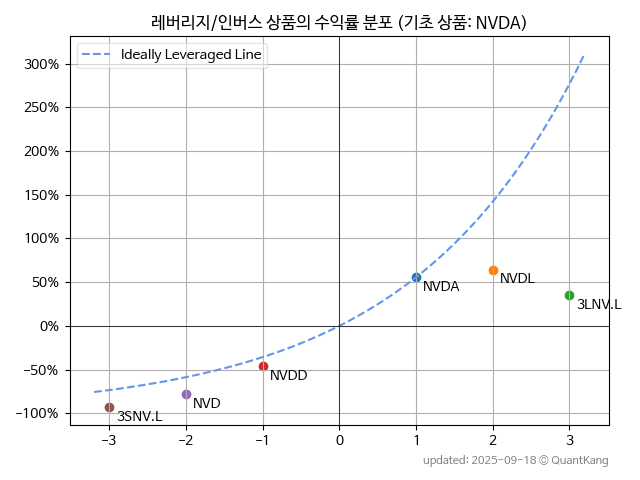 레버리지/인버스 상품의 수익률 분포 (기초 상품: NVDA)
Ideally Leveraged Line
300%
250%
200%
150%
100%
50%
0%
−50%
−100%
NVDA
NVDL
3LNV.L
NVDD
NVD
3SNV.L
−3 −2 −1 0 1 2 3
updated: 2025-09-18 © QuantKang